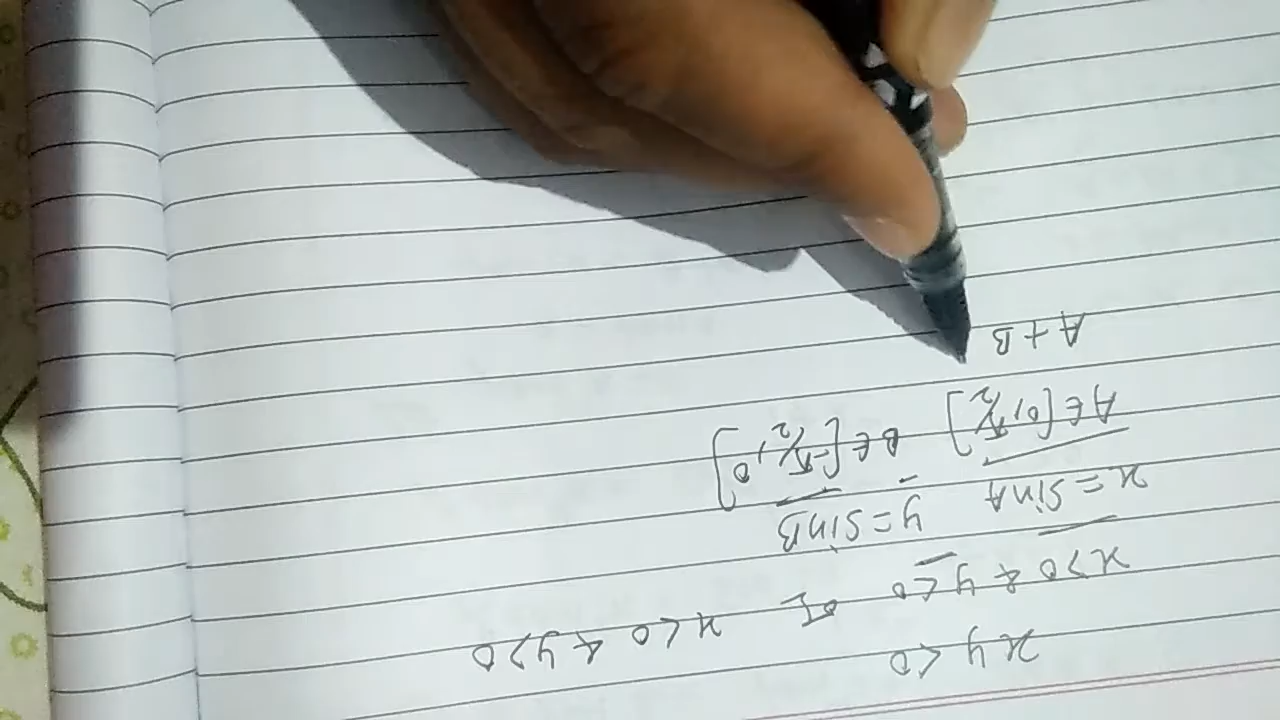 xy < 0
x>0 & y<0 or x<0 & y>0
x = sinA y = sinB
A ∈ [0, π/2] B ∈ [-π/2, 0]
A + B